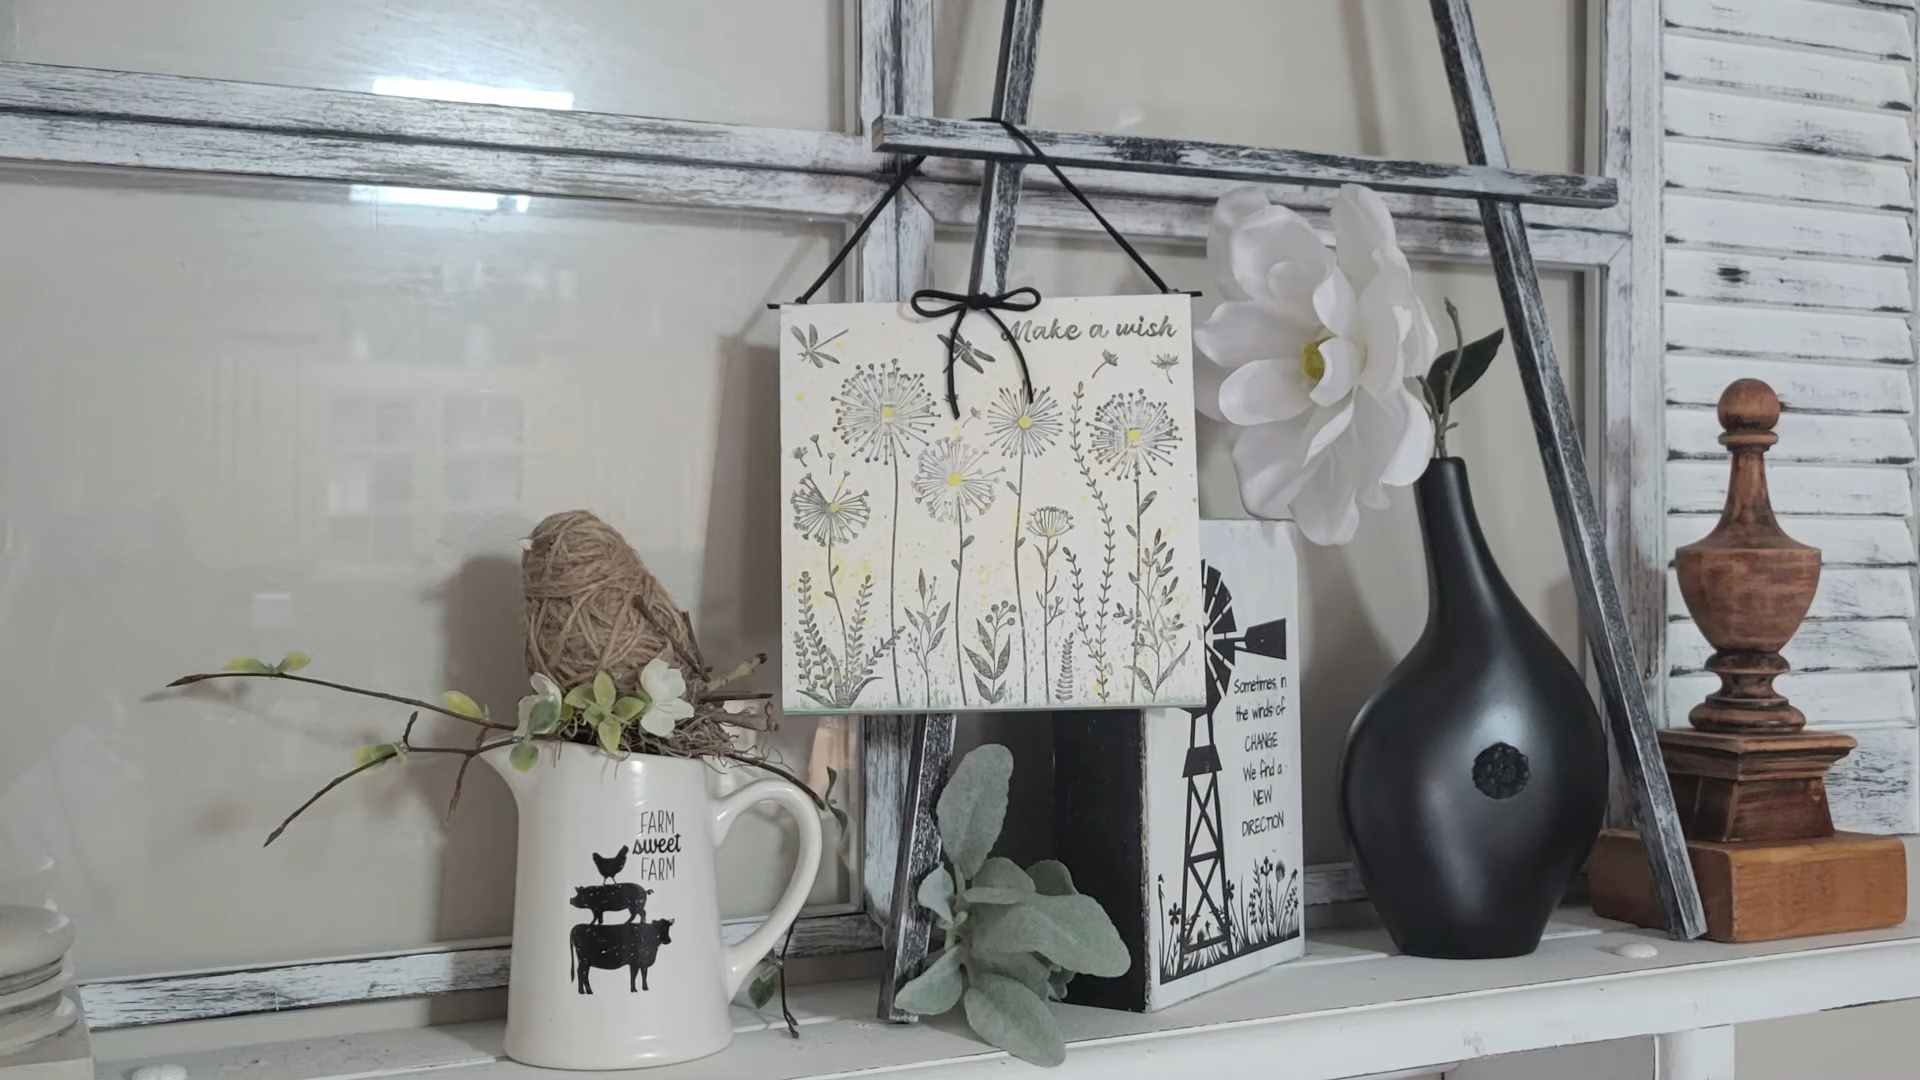 Make a wish
FARM
sweet
FARM
Sometimes, in
the winds of
CHANGE
We find a
NEW
DIRECTION